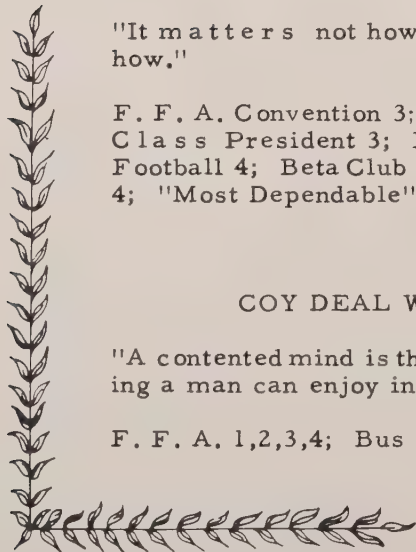 "It matters not how
how."
F. F. A. Convention 3;
Class President 3;
Football 4; Beta Club
4; "Most Dependable"
COY DEAL
"A contented mind is
ing a man can enjoy in
F. F. A. 1,2,3,4; Bus